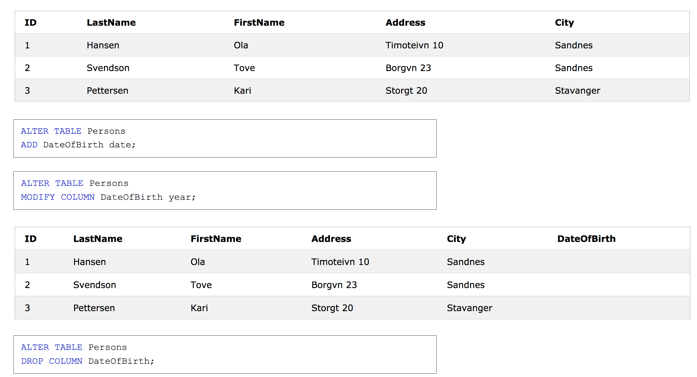 ID LastName FirstName Address City
1 Hansen Ola Timoteivn 10 Sandnes
2 Svendson Tove Borgvn 23 Sandnes
3 Pettersen Kari Storgt 20 Stavanger
ALTER TABLE Persons
ADD DateOfBirth date;
ALTER TABLE Persons
MODIFY COLUMN DateOfBirth year;
ID LastName FirstName Address City DateOfBirth
1 Hansen Ola Timoteivn 10 Sandnes
2 Svendson Tove Borgvn 23 Sandnes
3 Pettersen Kari Storgt 20 Stavanger
ALTER TABLE Persons
DROP COLUMN DateOfBirth;